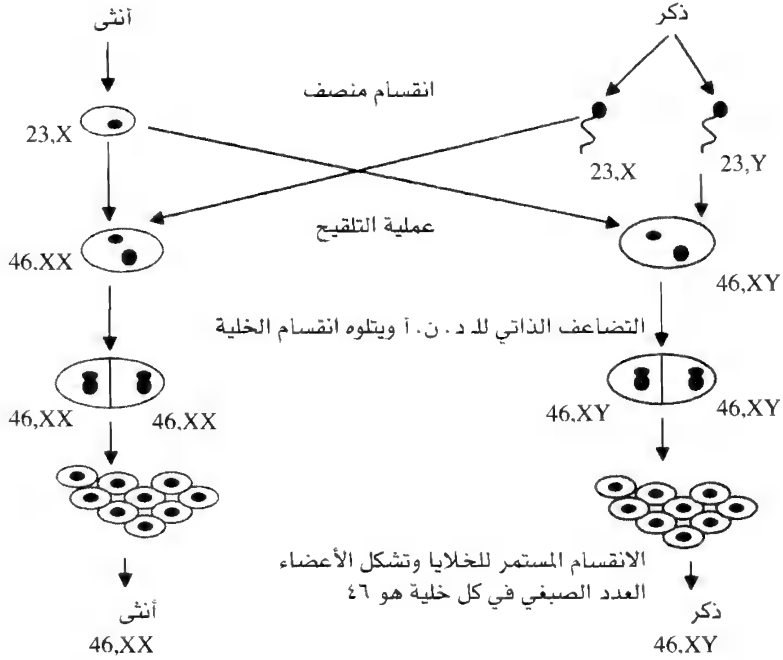 ذكر
أنثى
انقسام منصف
23,X
23,X
23,Y
عملية التلقيح
46.XX
46,XY
التضاعف الذاتي للـ د . ن . أ ويتلوه انقسام الخلية
46,XX
46,XX
46,XY
46,XY
الانقسام المستمر للخلايا وتشكل الأعضاء
العدد الصبغي في كل خلية هو ٤٦
أنثى
46,XX
ذكر
46,XY